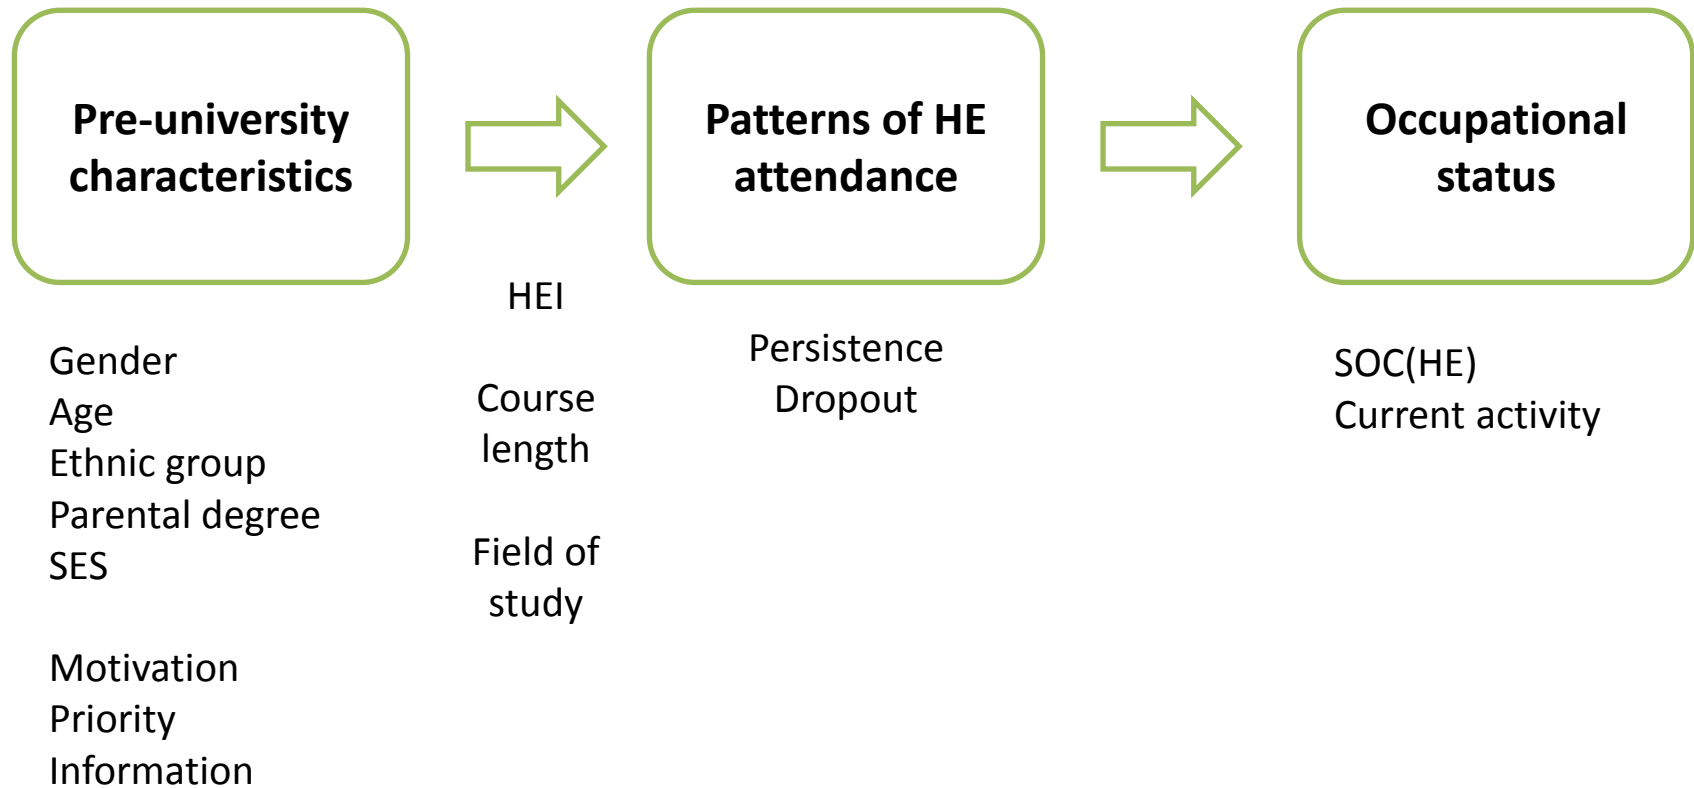 Pre-university
characteristics
Patterns of HE
attendance
Occupational
status
Gender
Age
Ethnic group
Parental degree
SES
Motivation
Priority
Information
HEI
Course
length
Field of
study
Persistence
Dropout
SOC(HE)
Current activity